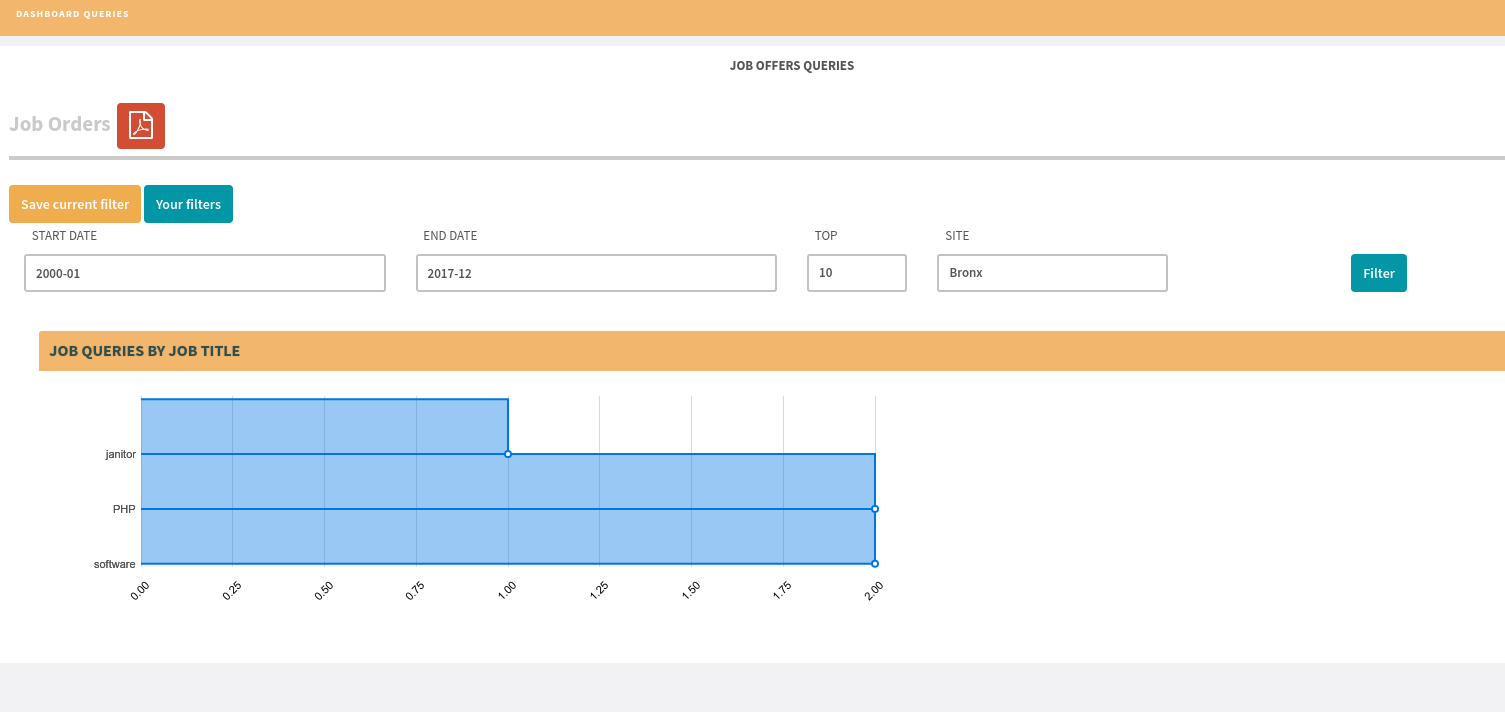 DASHBOARD QUERIES
JOB OFFERS QUERIES
Job Orders
Save current filter Your filters
START DATE END DATE TOP SITE
2000-01 2017-12 10 Bronx Filter
JOB QUERIES BY JOB TITLE
janitor
PHP
software
0.00 0.25 0.50 0.75 1.00 1.25 1.50 1.75 2.00